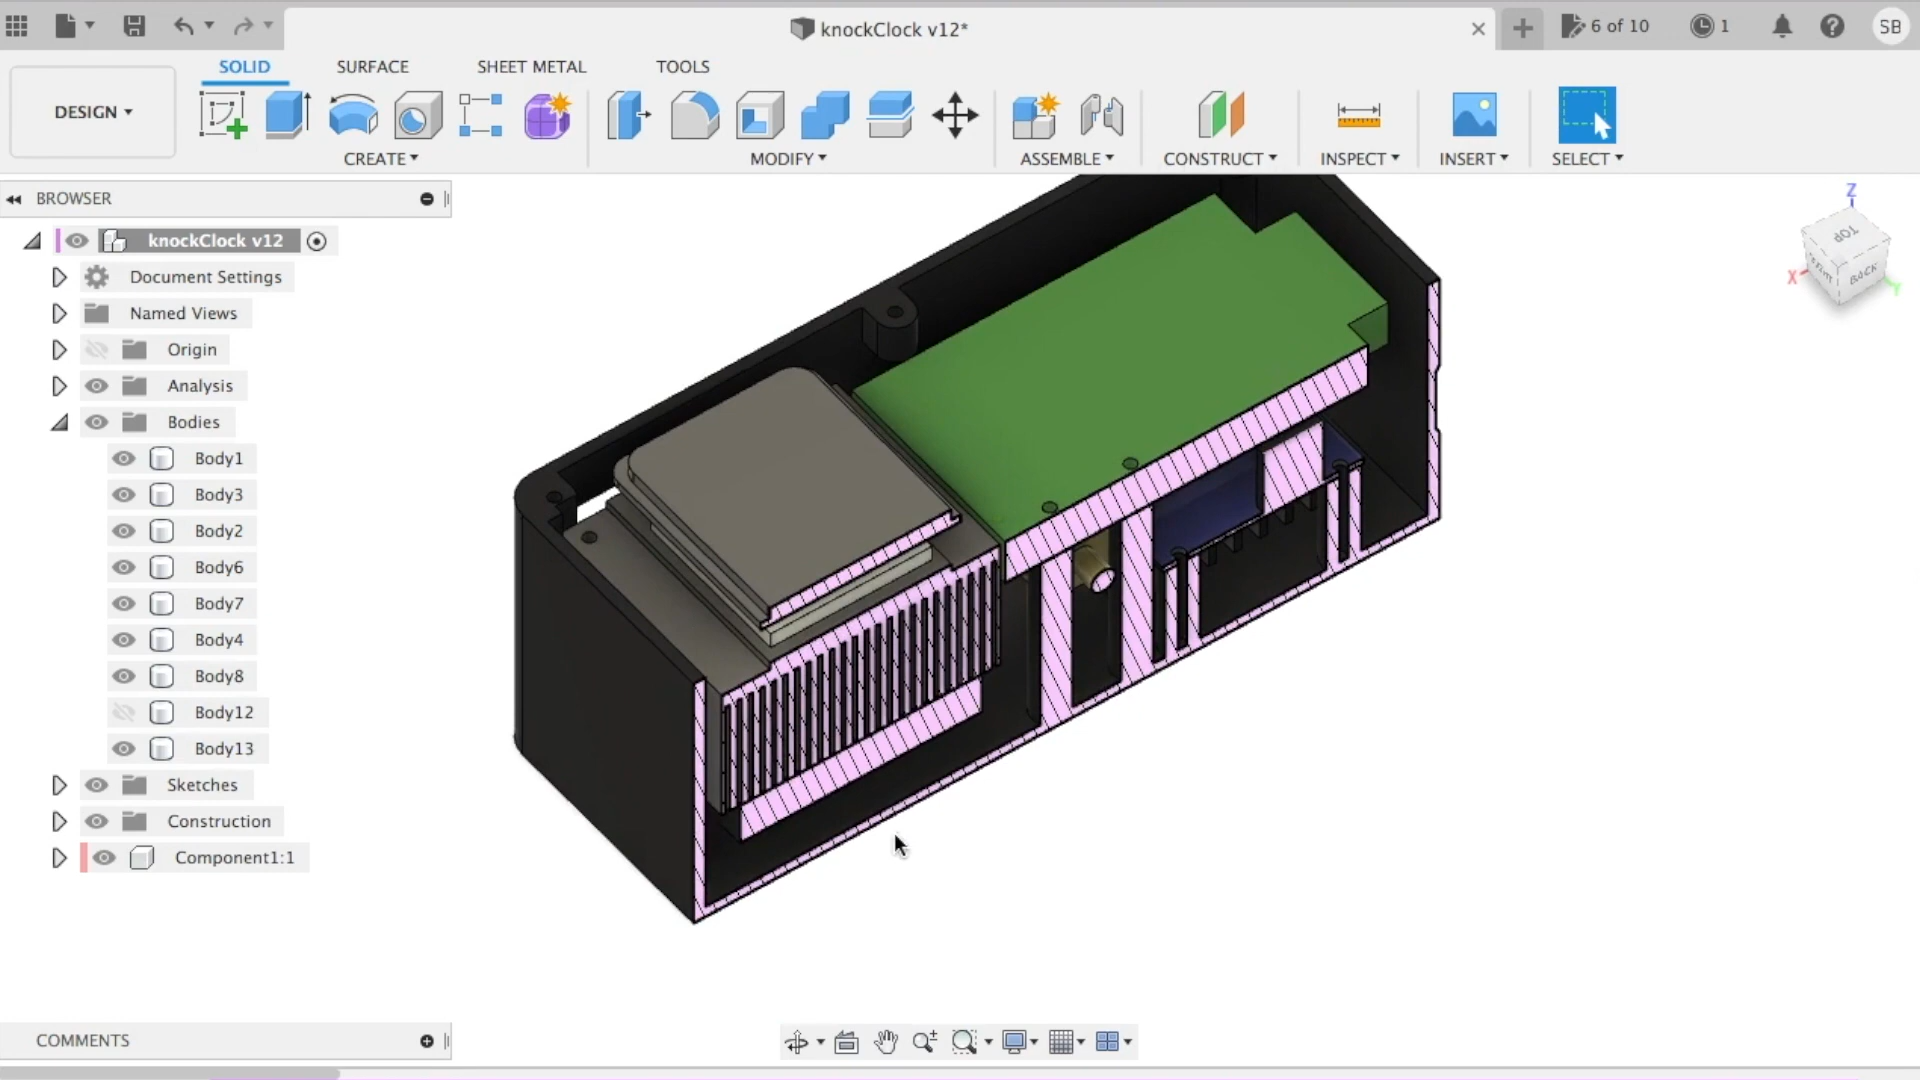 knockClock v12*
6 of 10
1
SB
DESIGN
SOLID
SURFACE
SHEET METAL
TOOLS
CREATE
MODIFY
ASSEMBLE
CONSTRUCT
INSPECT
INSERT
SELECT
BROWSER
knockClock v12
Document Settings
Named Views
Origin
Analysis
Bodies
Body1
Body3
Body2
Body6
Body7
Body4
Body8
Body12
Body13
Sketches
Construction
Component1:1
Z
TOP
BACK
X
Y
COMMENTS